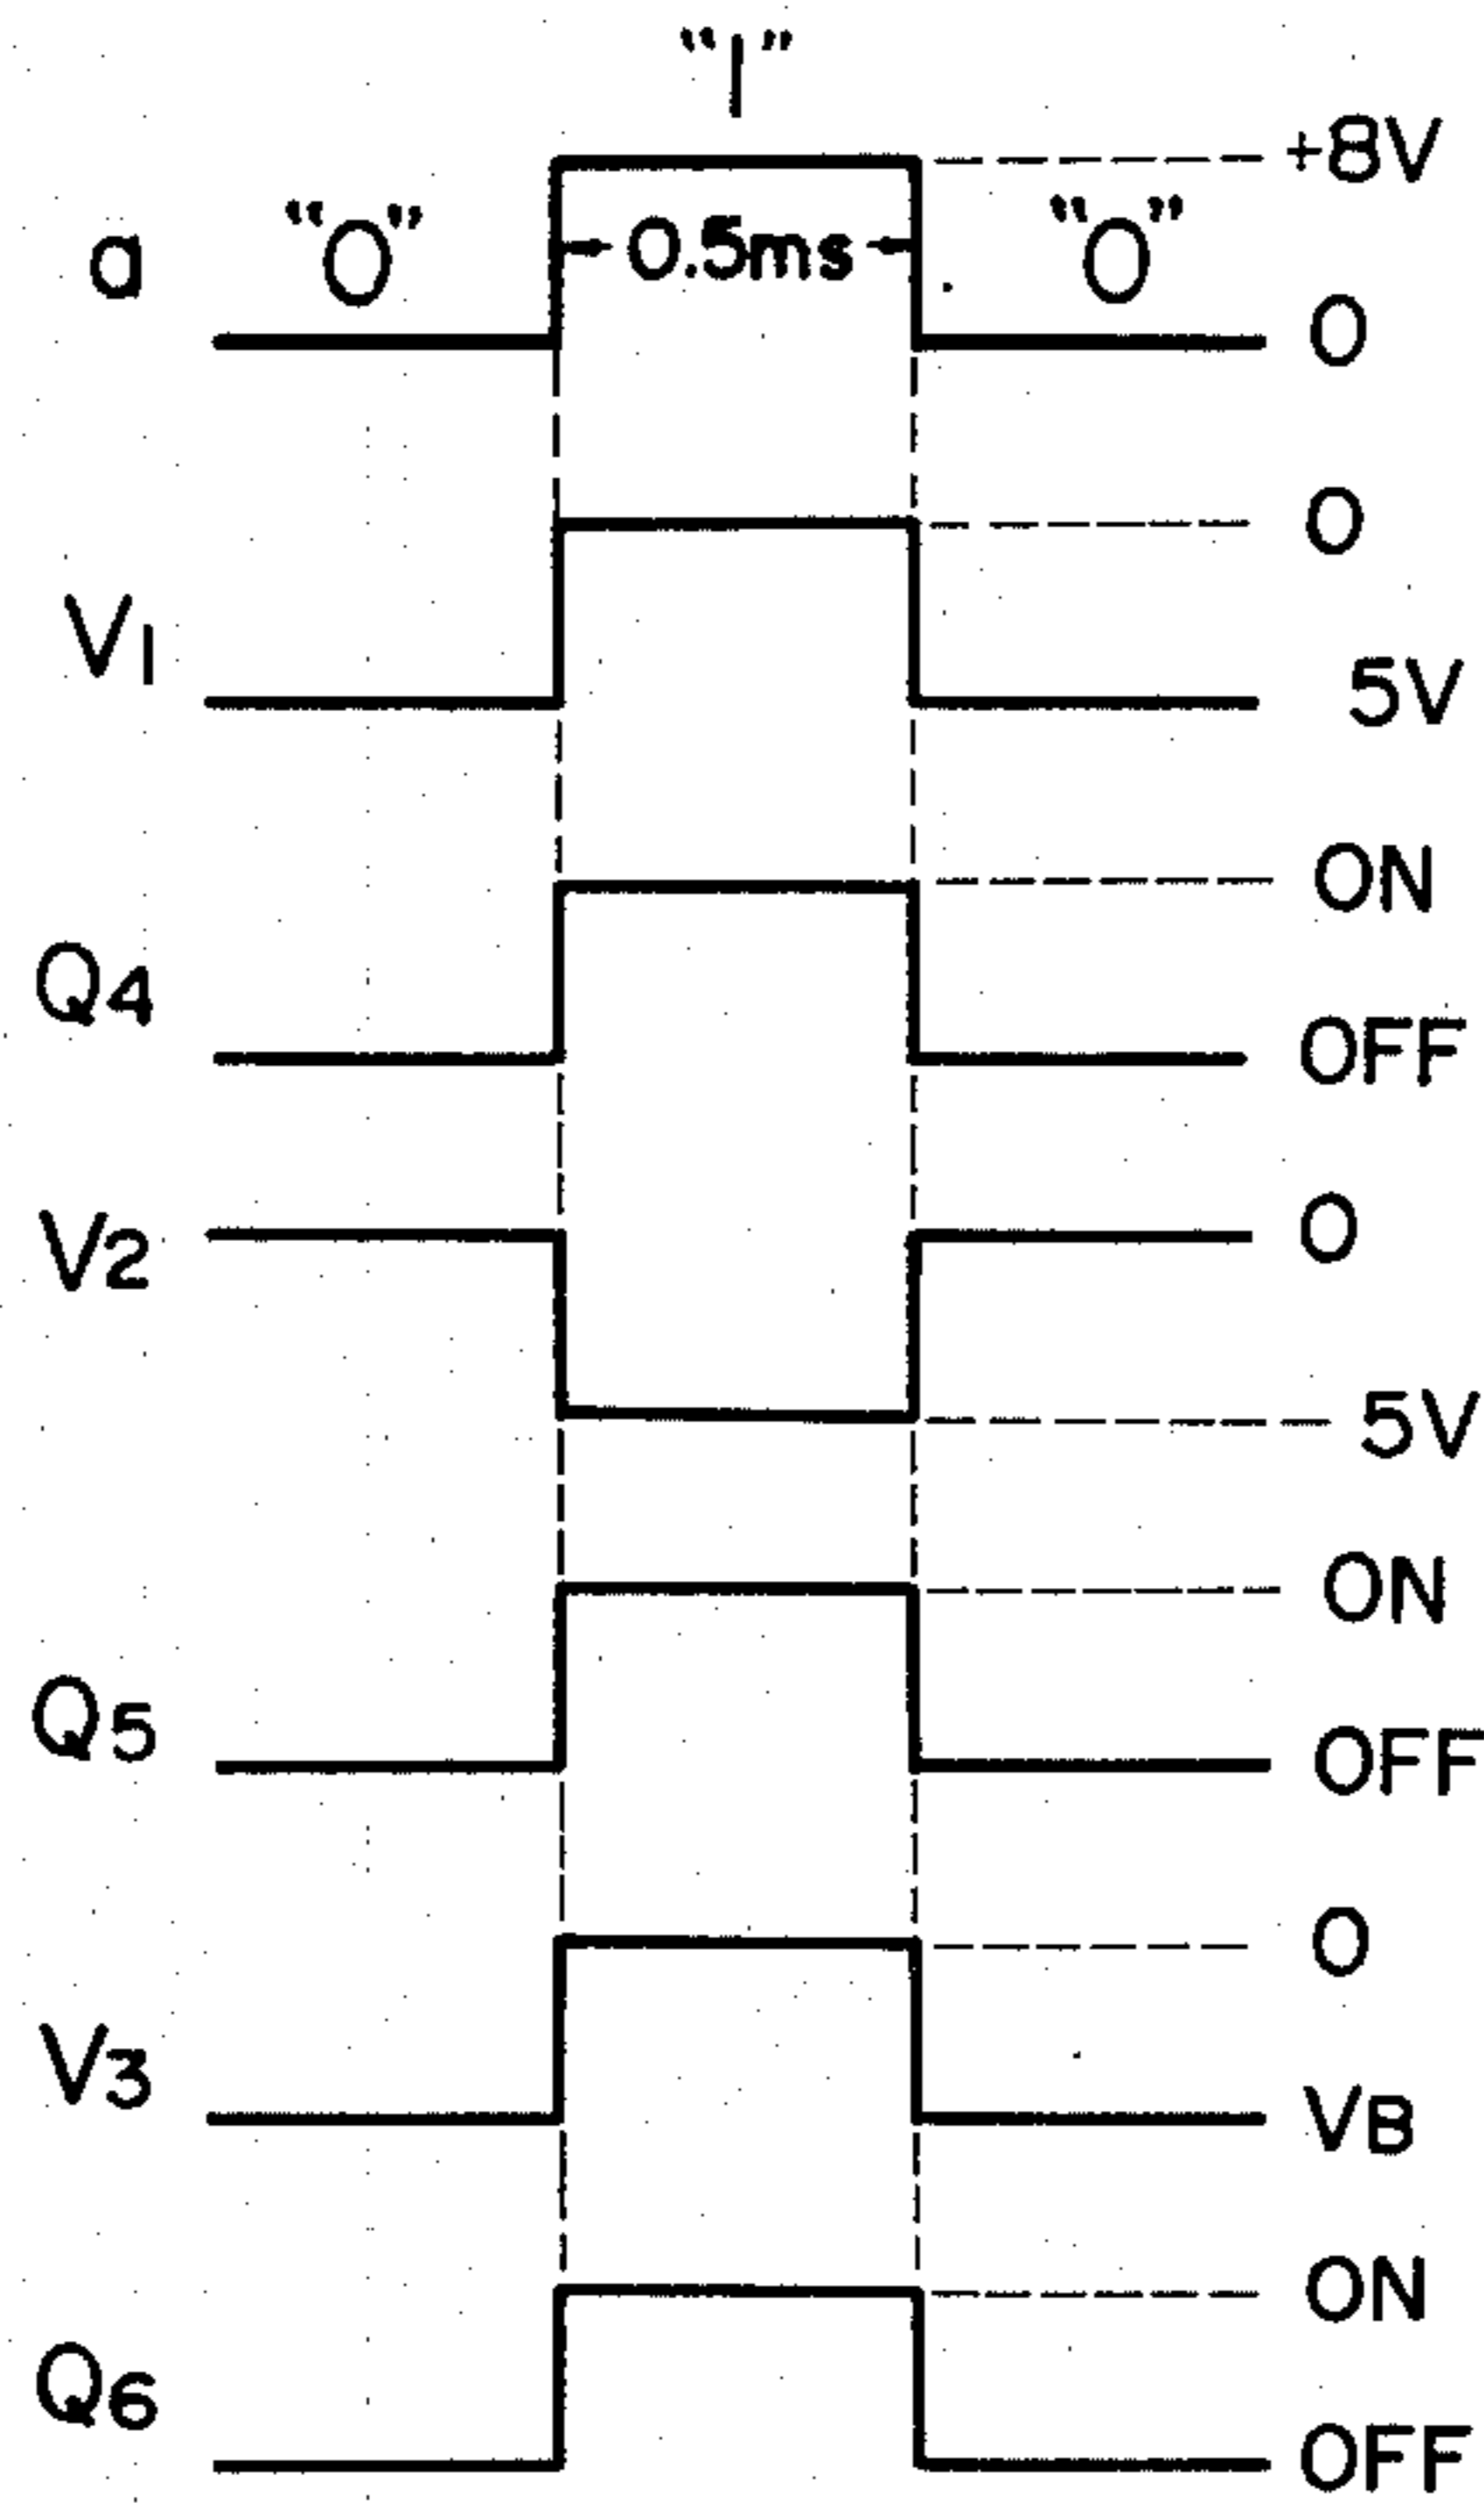 "1"
+8V
a "0" 0.5ms "0"
0
0
V1
5V
ON
Q4
OFF
V2 0
5V
ON
Q5
OFF
0
V3
VB
ON
Q6
OFF